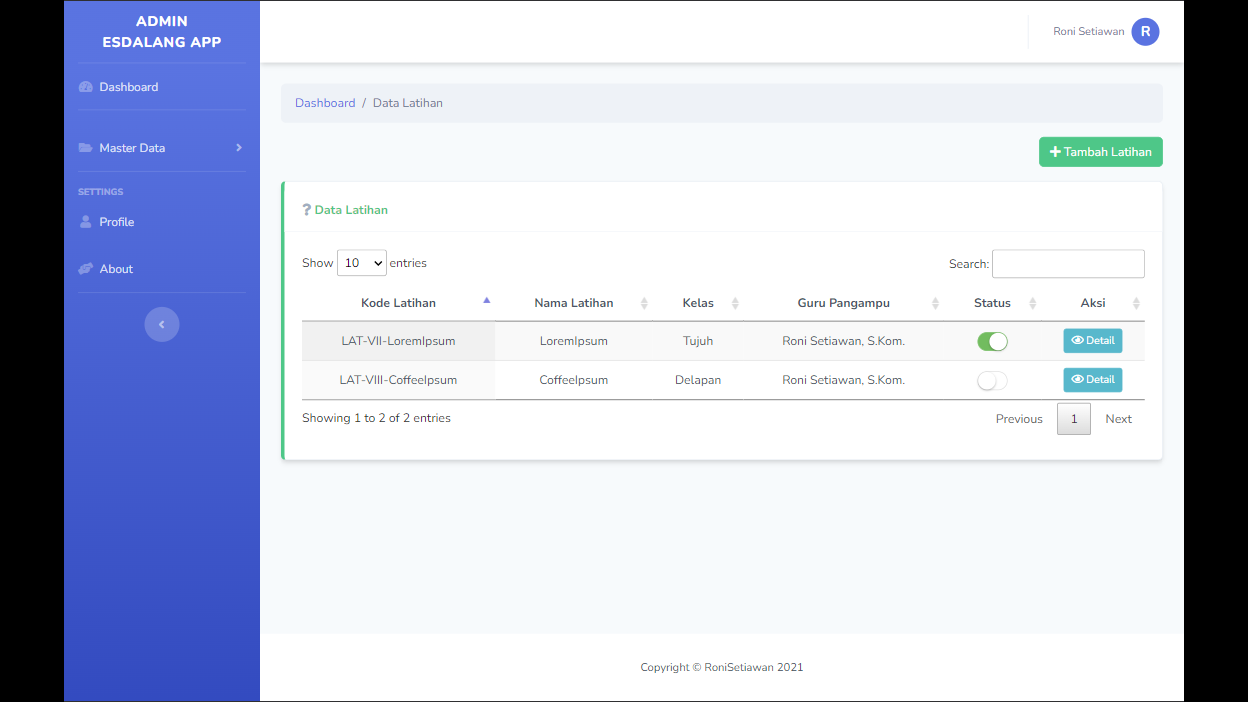 ADMIN
ESDALANG APP
Roni Setiawan R
Dashboard
Dashboard / Data Latihan
Master Data
Tambah Latihan
SETTINGS
Profile
? Data Latihan
About
Show 10 entries Search:
Kode Latihan Nama Latihan Kelas Guru Pangampu Status Aksi
LAT-VII-LoremIpsum LoremIpsum Tujuh Roni Setiawan, S.Kom. Detail
LAT-VIII-CoffeeIpsum CoffeeIpsum Delapan Roni Setiawan, S.Kom. Detail
Showing 1 to 2 of 2 entries Previous 1 Next
Copyright © RoniSetiawan 2021